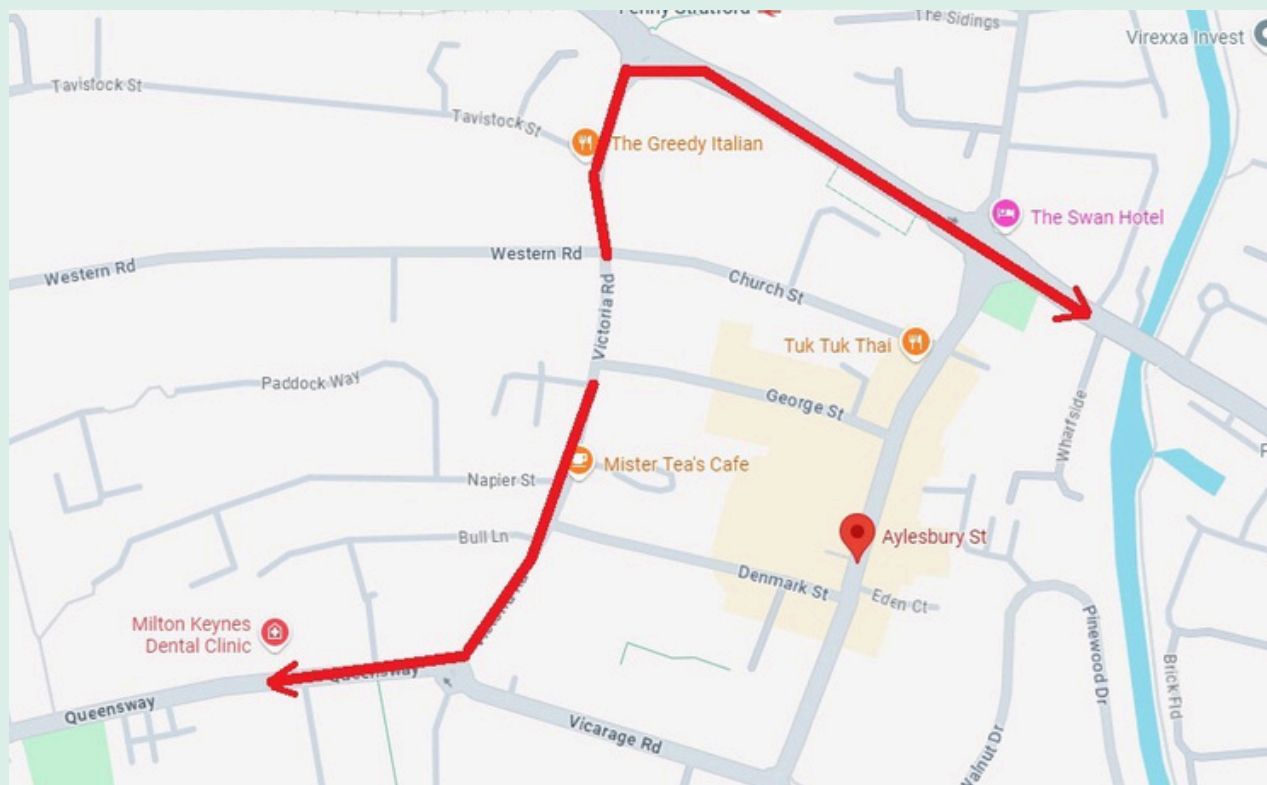 Fenny Stratford
The Sidings
Virexxa Invest
Tavistock St
Tavistock St
The Greedy Italian
The Swan Hotel
Western Rd
Western Rd
Church St
Victoria Rd
Tuk Tuk Thai
Paddock Way
George St
Wharfside
Mister Tea's Cafe
Napier St
Bull Ln
Aylesbury St
Denmark St
Eden Ct
Milton Keynes
Dental Clinic
Pinewood Dr
Brick Fld
Queensway
Queensway
Vicarage Rd
Walnut Dr